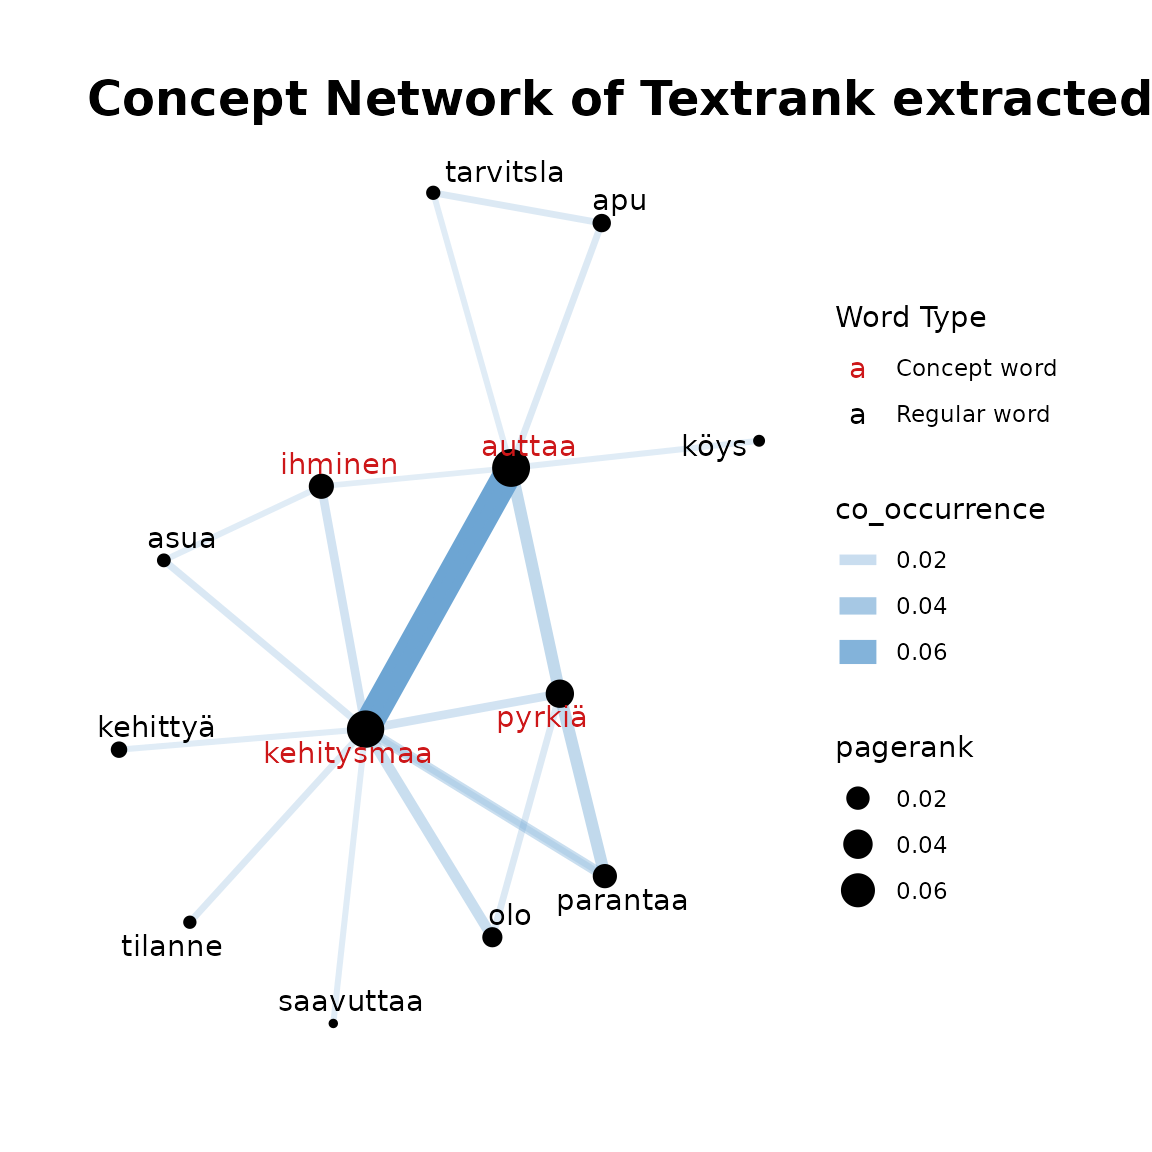 Concept Network of Textrank extracted
tarvitsla
apu
auttaa
köys
ihminen
asua
kehittyä
pyrkiä
kehitysmaa
parantaa
olo
tilanne
saavuttaa
Word Type
a Concept word
a Regular word
co_occurrence
0.02
0.04
0.06
pagerank
0.02
0.04
0.06